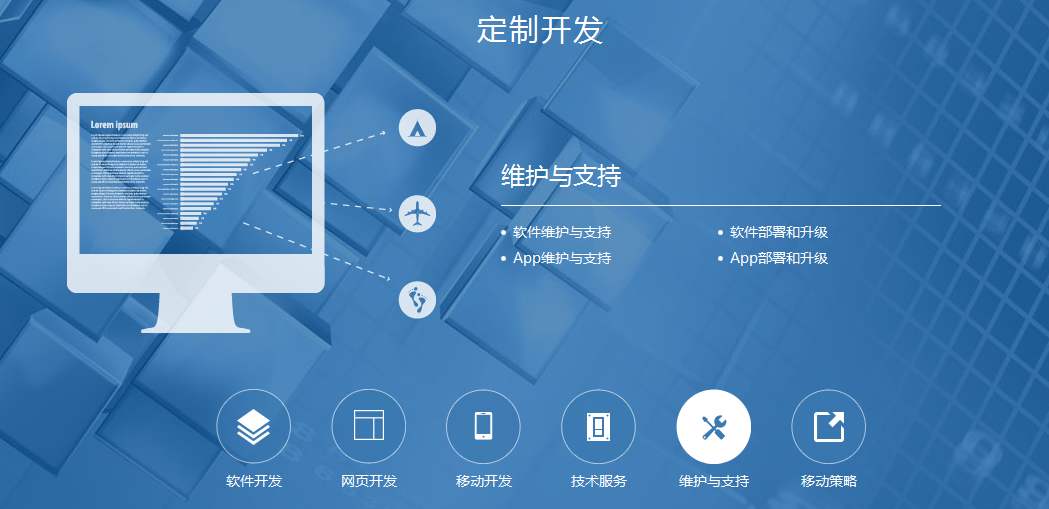 定制开发
Lorem ipsum
维护与支持
软件维护与支持
软件部署和升级
App维护与支持
App部署和升级
软件开发
网页开发
移动开发
技术服务
维护与支持
移动策略